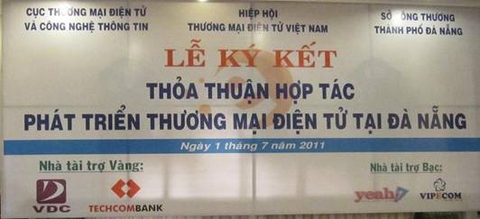 CỤC THƯƠNG MẠI ĐIỆN TỬ
VÀ CÔNG NGHỆ THÔNG TIN
HIỆP HỘI
THƯƠNG MẠI ĐIỆN TỬ VIỆT NAM
SỞ CÔNG THƯƠNG
THÀNH PHỐ ĐÀ NẴNG
LỄ KÝ KẾT
THỎA THUẬN HỢP TÁC
PHÁT TRIỂN THƯƠNG MẠI ĐIỆN TỬ TẠI ĐÀ NẴNG
Ngày 1 tháng 7 năm 2011
Nhà tài trợ Vàng:
Nhà tài trợ Bạc:
VDC
TECHCOMBANK
yeah1
VIPECOM